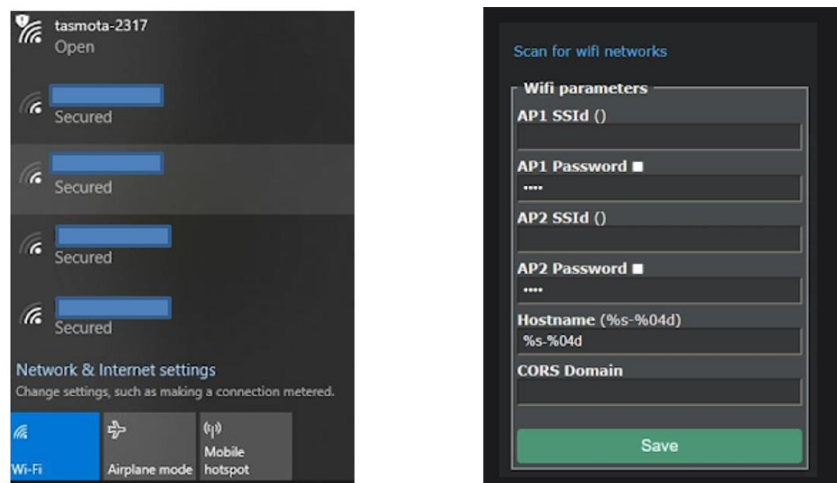 tasmota-2317
Open
Secured
Secured
Secured
Secured
Network & Internet settings
Change settings, such as making a connection metered.
Wi-Fi
Airplane mode
Mobile
hotspot
Scan for wifi networks
Wifi parameters
AP1 SSId ()
AP1 Password
••••
AP2 SSId ()
AP2 Password
••••
Hostname (%s-%04d)
%s-%04d
CORS Domain
Save